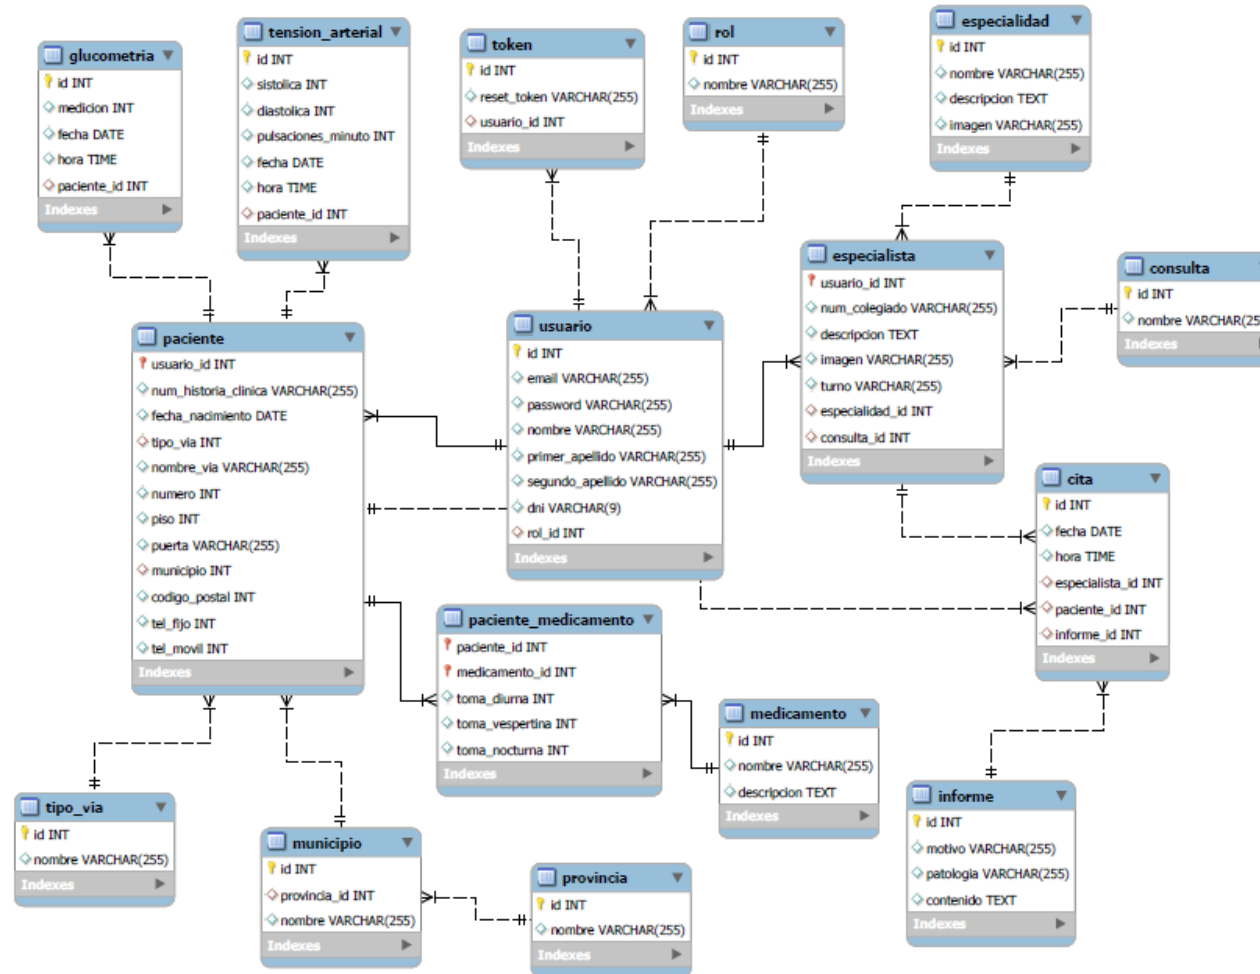 glucometria
id INT
medicion INT
fecha DATE
hora TIME
paciente_id INT
Indexes
tension_arterial
id INT
sistolica INT
diastolica INT
pulsaciones_minuto INT
fecha DATE
hora TIME
paciente_id INT
Indexes
token
id INT
reset_token VARCHAR(255)
usuario_id INT
Indexes
rol
id INT
nombre VARCHAR(255)
Indexes
especialidad
id INT
nombre VARCHAR(255)
descripcion TEXT
imagen VARCHAR(255)
Indexes
paciente
usuario_id INT
num_historia_clinica VARCHAR(255)
fecha_nacimiento DATE
tipo_via INT
nombre_via VARCHAR(255)
numero INT
piso INT
puerta VARCHAR(255)
municipio INT
codigo_postal INT
tel_fijo INT
tel_movil INT
Indexes
usuario
id INT
email VARCHAR(255)
password VARCHAR(255)
nombre VARCHAR(255)
primer_apellido VARCHAR(255)
segundo_apellido VARCHAR(255)
dni VARCHAR(9)
rol_id INT
Indexes
especialista
usuario_id INT
num_colegiado VARCHAR(255)
descripcion TEXT
imagen VARCHAR(255)
turno VARCHAR(255)
especialidad_id INT
consulta_id INT
Indexes
consulta
id INT
nombre VARCHAR(25
Indexes
cita
id INT
fecha DATE
hora TIME
especialista_id INT
paciente_id INT
informe_id INT
Indexes
paciente_medicamento
paciente_id INT
medicamento_id INT
toma_diurna INT
toma_vespertina INT
toma_nocturna INT
Indexes
medicamento
id INT
nombre VARCHAR(255)
descripcion TEXT
Indexes
tipo_via
id INT
nombre VARCHAR(255)
Indexes
municipio
id INT
provincia_id INT
nombre VARCHAR(255)
Indexes
provincia
id INT
nombre VARCHAR(255)
Indexes
informe
id INT
motivo VARCHAR(255)
patologia VARCHAR(255)
contenido TEXT
Indexes